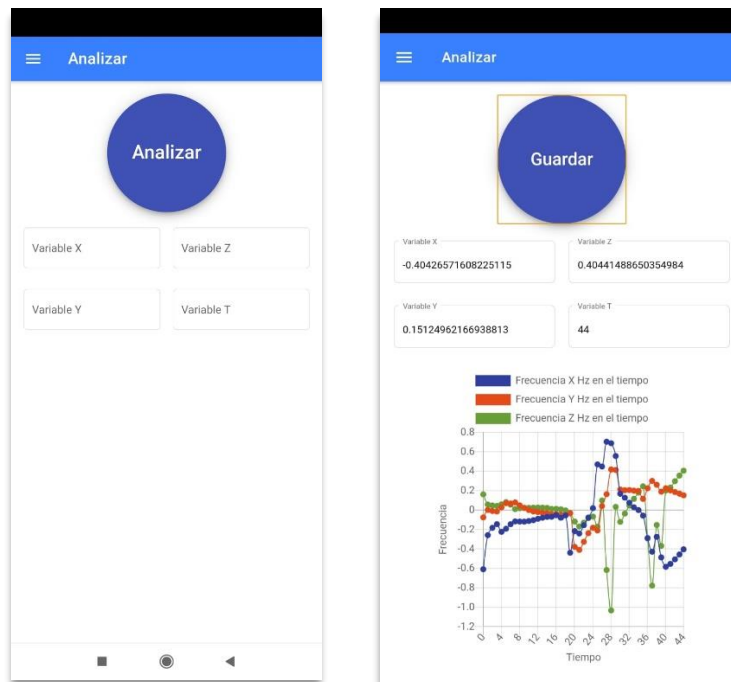 Analizar
Analizar
Variable X
Variable Z
Variable Y
Variable T
Analizar
Guardar
Variable X
-0.40426571608225115
Variable Z
0.40441488650354984
Variable Y
0.15124962166938813
Variable T
44
Frecuencia X Hz en el tiempo
Frecuencia Y Hz en el tiempo
Frecuencia Z Hz en el tiempo
0.8
0.6
0.4
0.2
0
-0.2
-0.4
-0.6
-0.8
-1.0
-1.2
Frecuencia
0 4 8 12 16 20 24 28 32 36 40 44
Tiempo